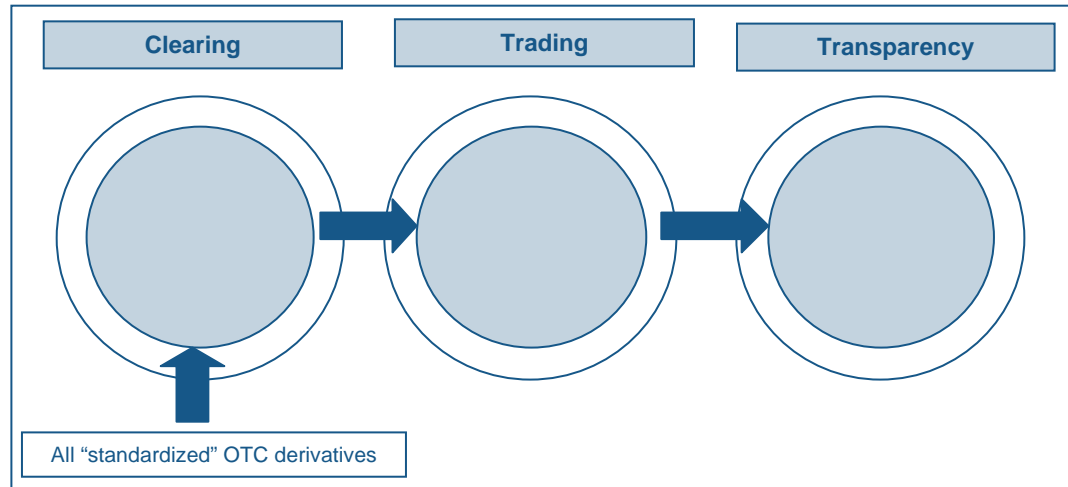 Clearing
Trading
Transparency
All “standardized” OTC derivatives